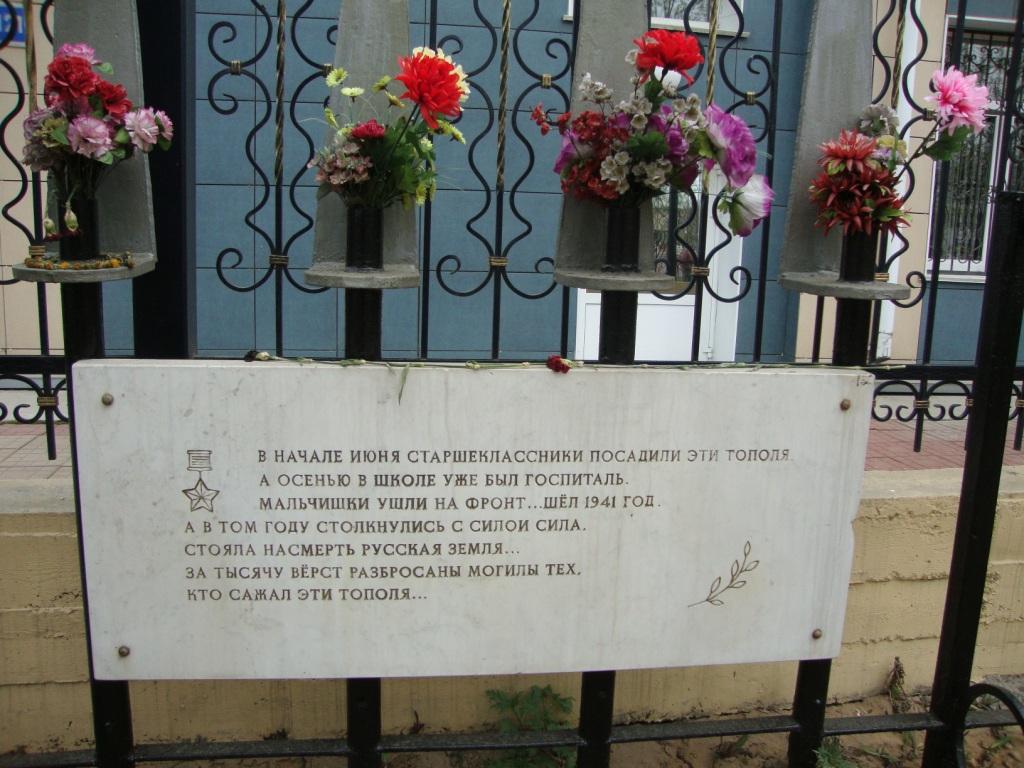 В НАЧАЛЕ ИЮНЯ СТАРШЕКЛАССНИКИ ПОСАДИЛИ ЭТИ ТОПОЛЯ.
А ОСЕНЬЮ В ШКОЛЕ УЖЕ БЫЛ ГОСПИТАЛЬ.
МАЛЬЧИШКИ УШЛИ НА ФРОНТ...ШЁЛ 1941 ГОД.
А В ТОМ ГОДУ СТОЛКНУЛИСЬ С СИЛОЙ СИЛА.
СТОЯЛА НАСМЕРТЬ РУССКАЯ ЗЕМЛЯ...
ЗА ТЫСЯЧУ ВЁРСТ РАЗБРОСАНЫ МОГИЛЫ ТЕХ,
КТО САЖАЛ ЭТИ ТОПОЛЯ...